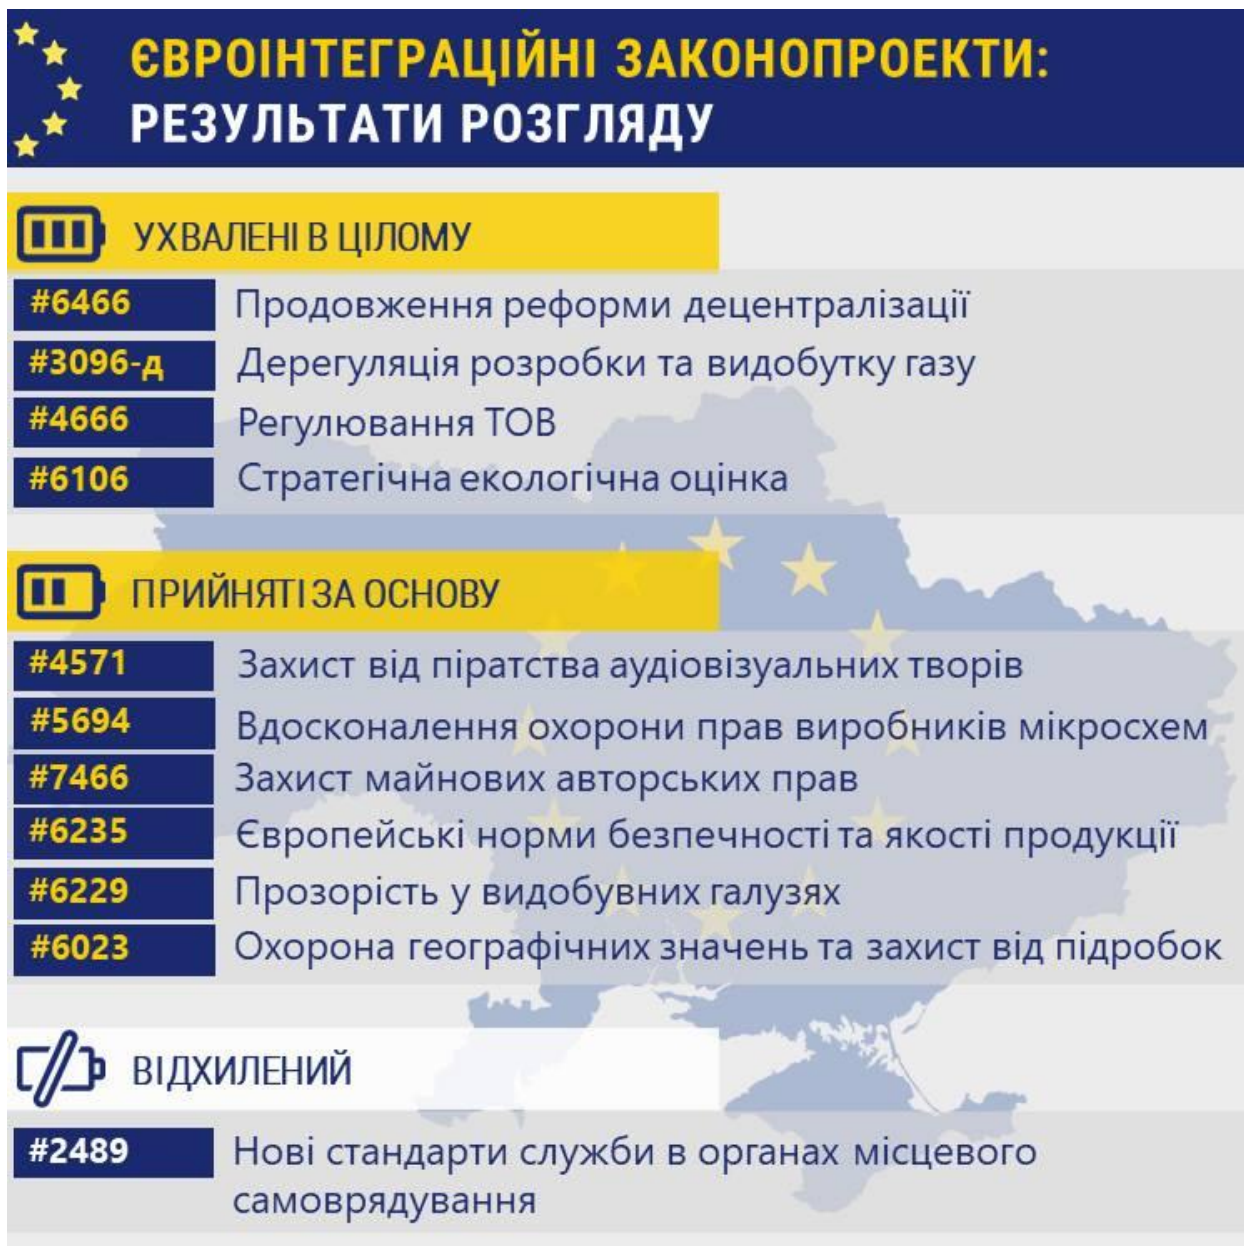 ЄВРОІНТЕГРАЦІЙНІ ЗАКОНОПРОЕКТИ:
РЕЗУЛЬТАТИ РОЗГЛЯДУ
УХВАЛЕНІ В ЦІЛОМУ
#6466 Продовження реформи децентралізації
#3096-д Дерегуляція розробки та видобутку газу
#4666 Регулювання ТОВ
#6106 Стратегічна екологічна оцінка
ПРИЙНЯТІ ЗА ОСНОВУ
#4571 Захист від піратства аудіовізуальних творів
#5694 Вдосконалення охорони прав виробників мікросхем
#7466 Захист майнових авторських прав
#6235 Європейські норми безпечності та якості продукції
#6229 Прозорість у видобувних галузях
#6023 Охорона географічних значень та захист від підробок
ВІДХИЛЕНИЙ
#2489 Нові стандарти служби в органах місцевого
самоврядування